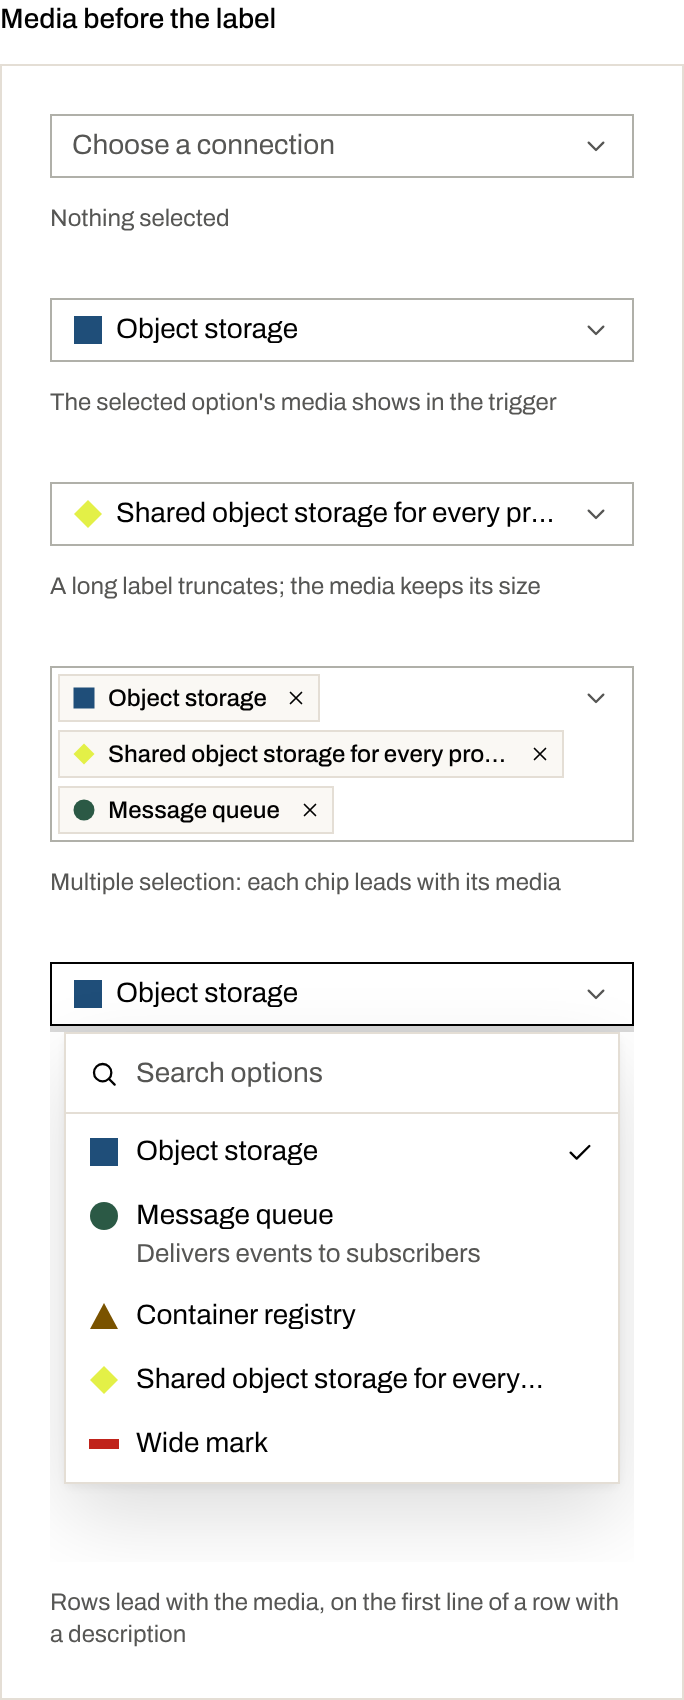 Media before the label
Choose a connection
Nothing selected
Object storage
The selected option's media shows in the trigger
Shared object storage for every pr...
A long label truncates; the media keeps its size
Object storage
Shared object storage for every pro...
Message queue
Multiple selection: each chip leads with its media
Object storage
Search options
Object storage
Message queue
Delivers events to subscribers
Container registry
Shared object storage for every...
Wide mark
Rows lead with the media, on the first line of a row with
a description